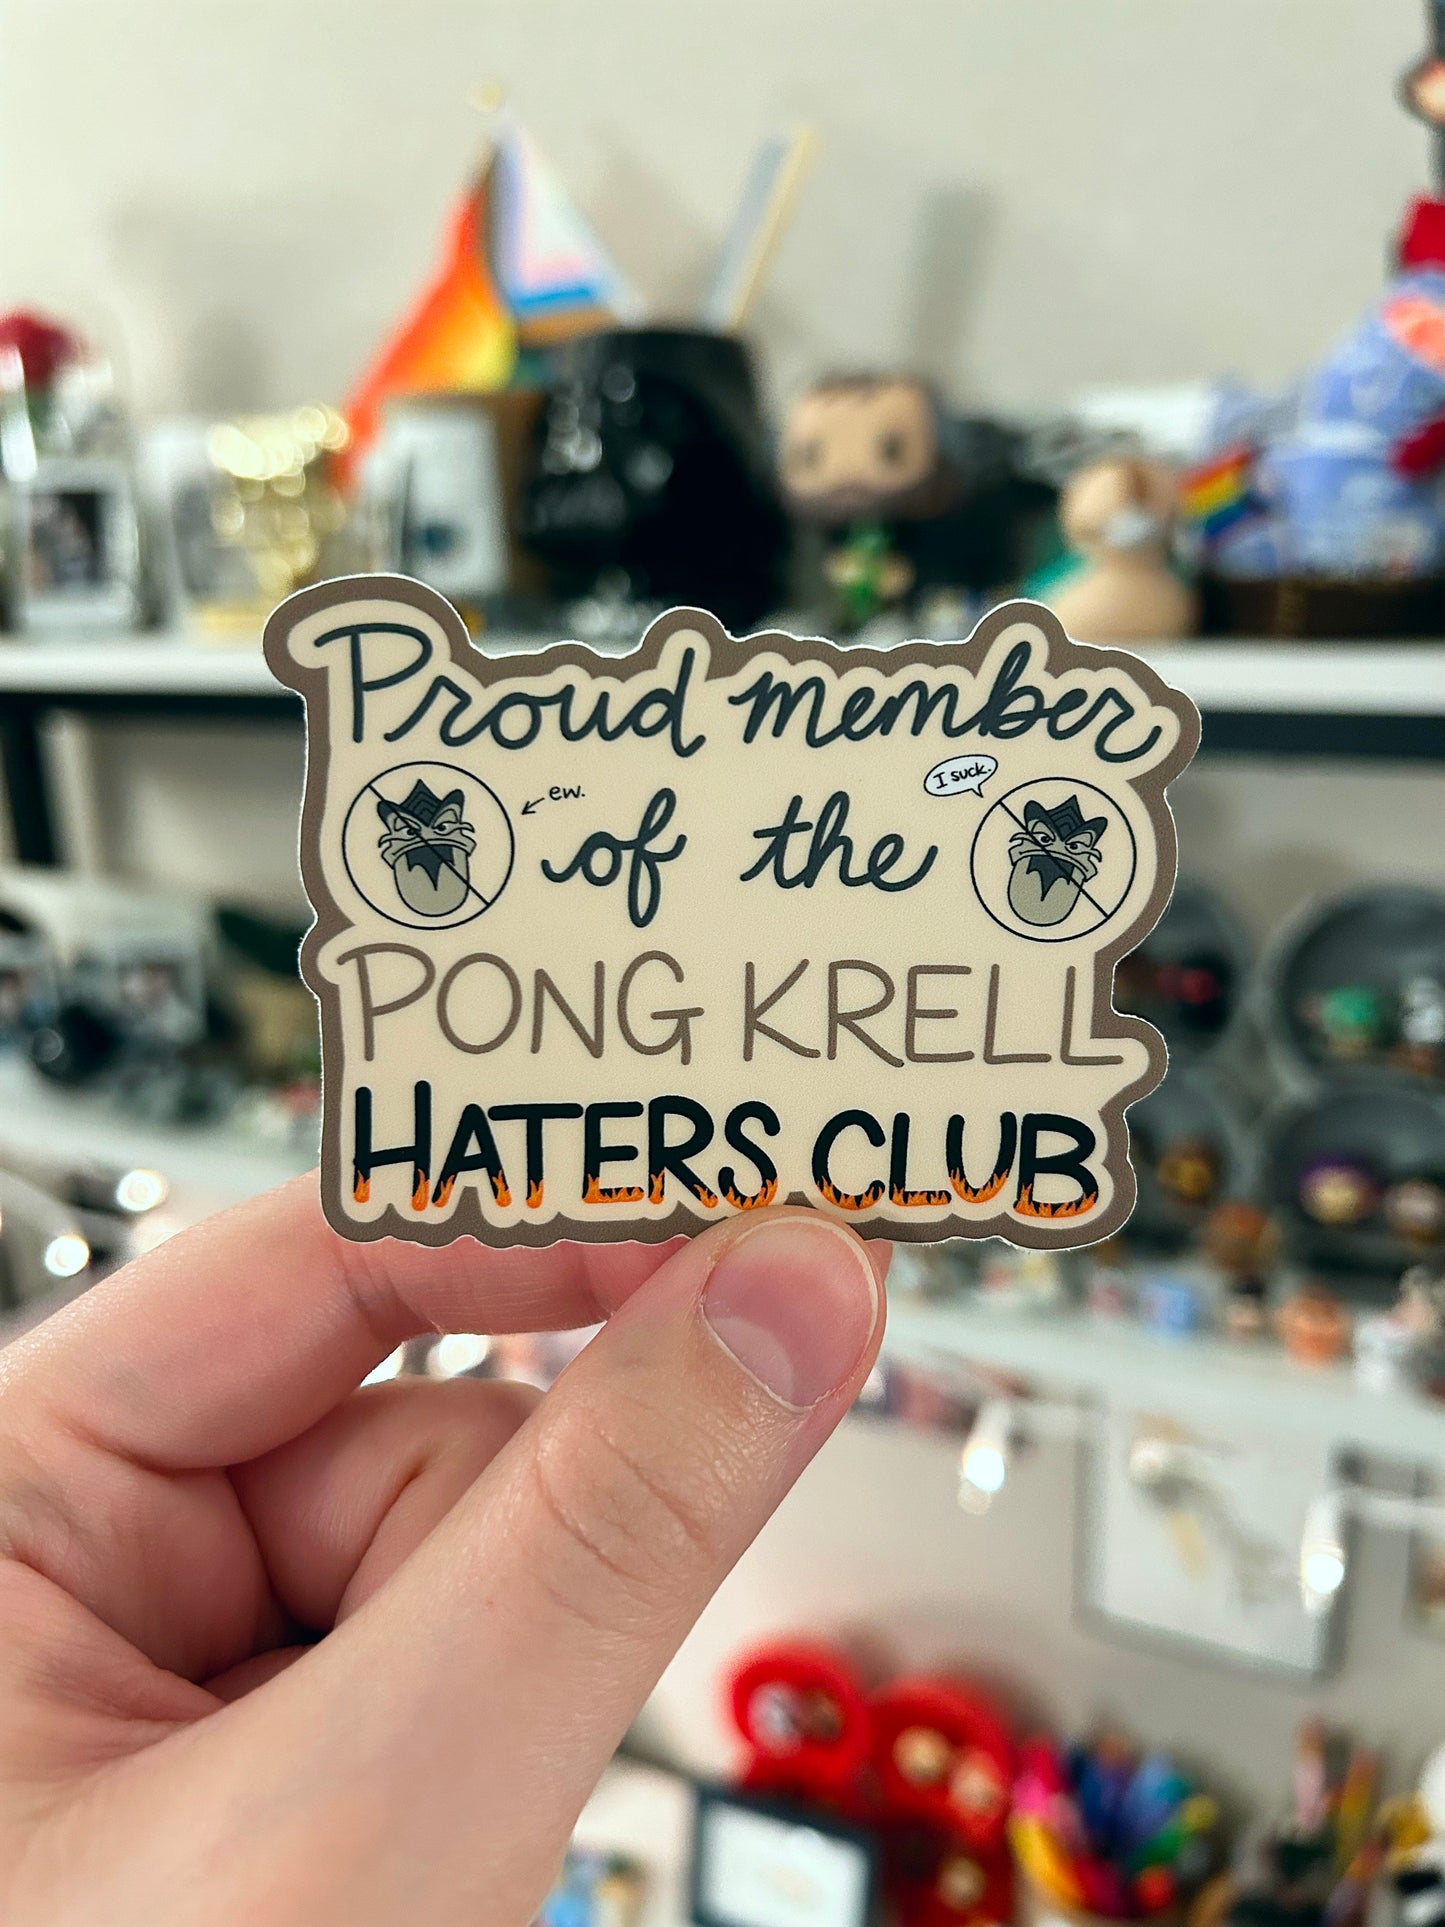 Proud member
ew.
I suck.
of the
PONG KRELL
HATERS CLUB